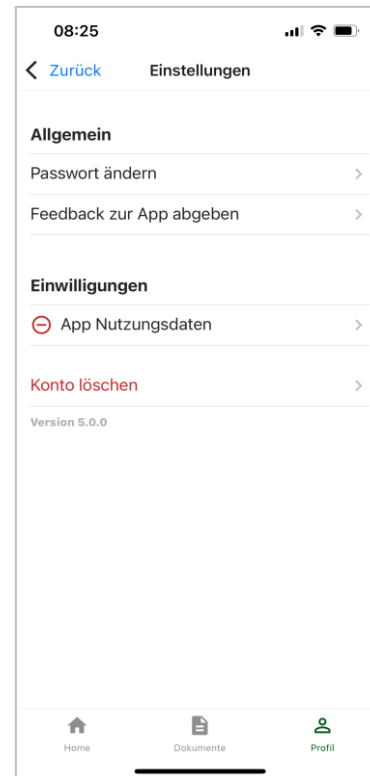 08:25
Zurück Einstellungen
Allgemein
Passwort ändern
Feedback zur App abgeben
Einwilligungen
App Nutzungsdaten
Konto löschen
Version 5.0.0
Home Dokumente Profil